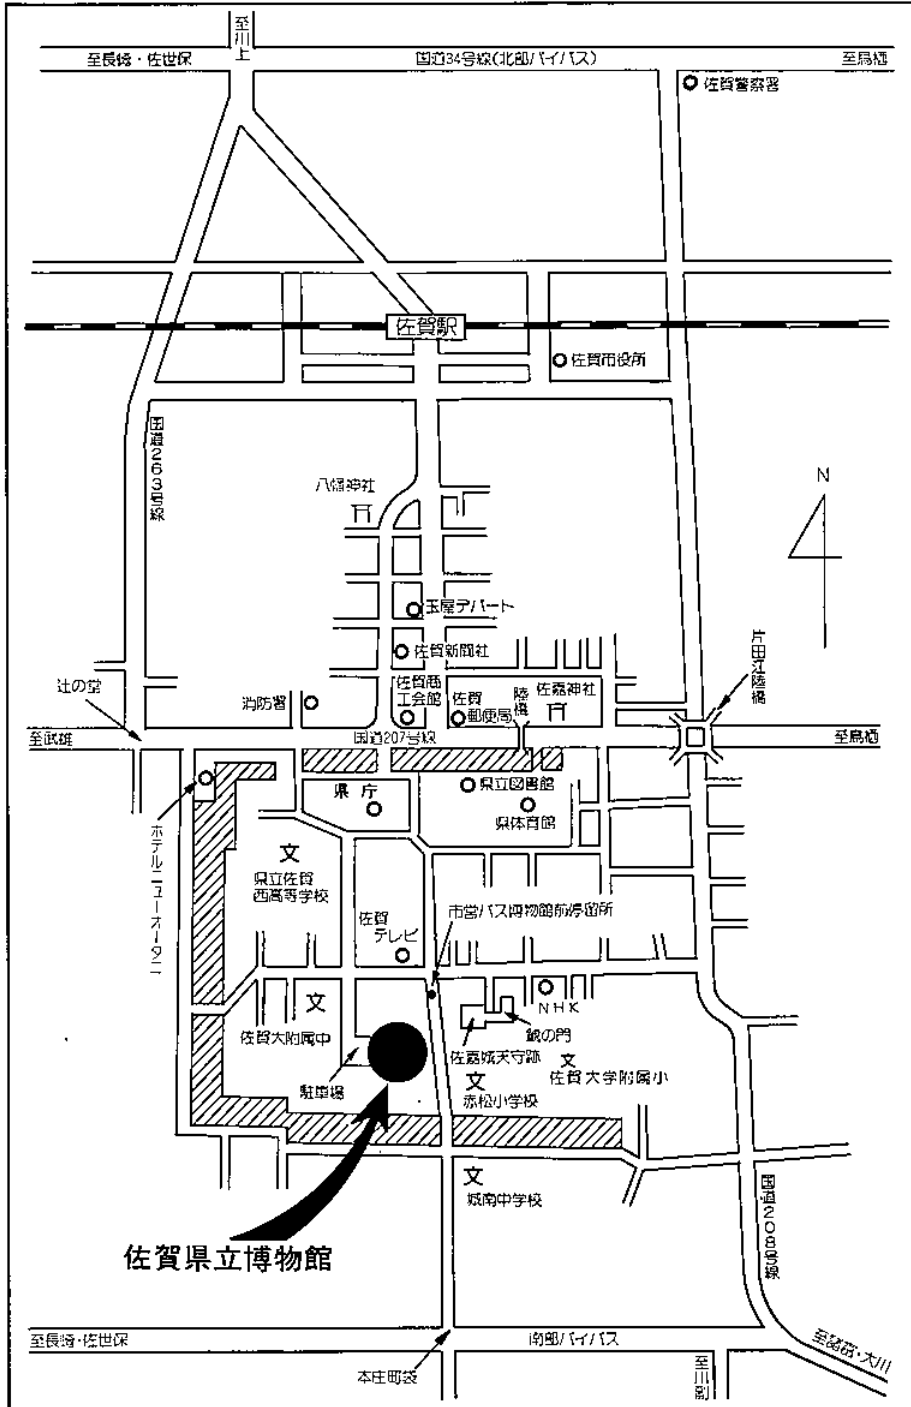 至川上
至長崎・佐世保
国道34号線(北部バイパス)
至鳥栖
佐賀警察署
佐賀駅
佐賀市役所
国道263号線
八幡神社
N
玉屋デパート
佐賀新聞社
片田江陸橋
辻の堂
消防署
佐賀商
工会館
佐賀
郵便局
陸橋
佐嘉神社
至武雄
国道207号線
至鳥栖
県庁
県立図書館
県体育館
ホテルニューオータニ
文
県立佐賀
西高等学校
佐賀
テレビ
市営バス博物館前停留所
文
佐賀大附属中
NHK
鯱の門
佐嘉城天守跡
駐車場
文
赤松小学校
文
佐賀大学附属小
文
城南中学校
国道208号線
佐賀県立博物館
至長崎・佐世保
南部バイパス
至諸富・大川
本庄町袋
至川副